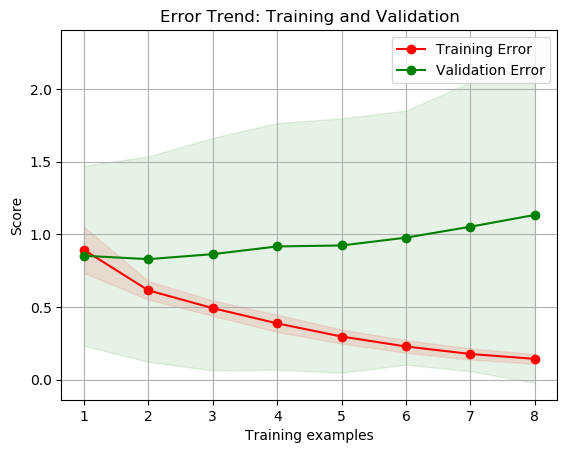 Error Trend: Training and Validation
Training Error
Validation Error
Score
2.0
1.5
1.0
0.5
0.0
1 2 3 4 5 6 7 8
Training examples